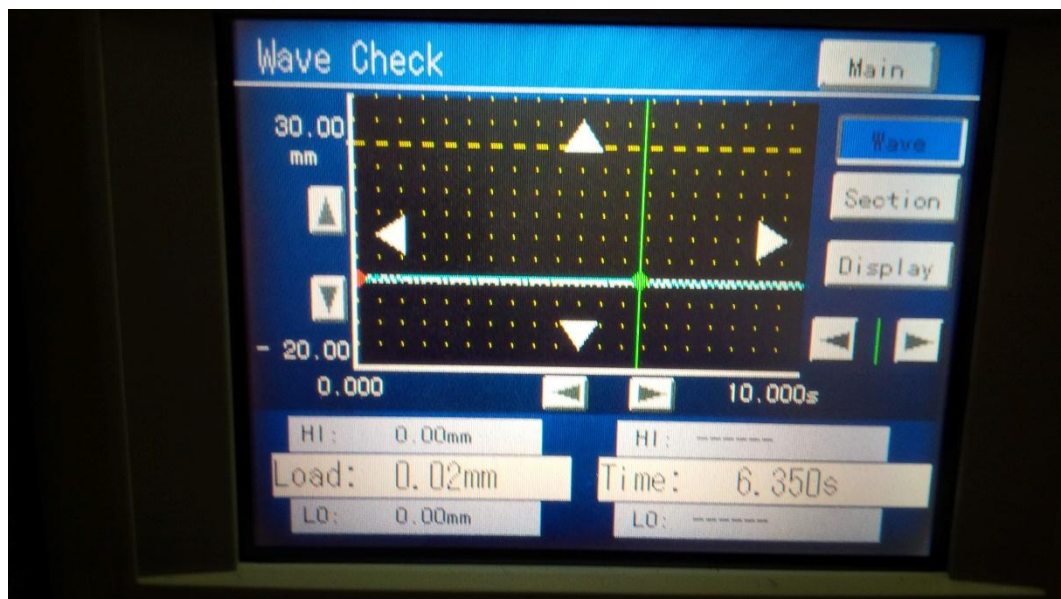 Wave Check
Main
30.00
mm
Wave
Section
Display
- 20.00
0.000
10.000s
HI: 0.00mm
HI: ------
Load: 0.02mm
Time: 6.350s
LO: 0.00mm
LO: ------